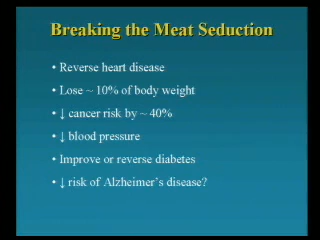 Breaking the Meat Seduction
• Reverse heart disease
• Lose ~ 10% of body weight
• ↓ cancer risk by ~ 40%
• ↓ blood pressure
• Improve or reverse diabetes
• ↓ risk of Alzheimer's disease?